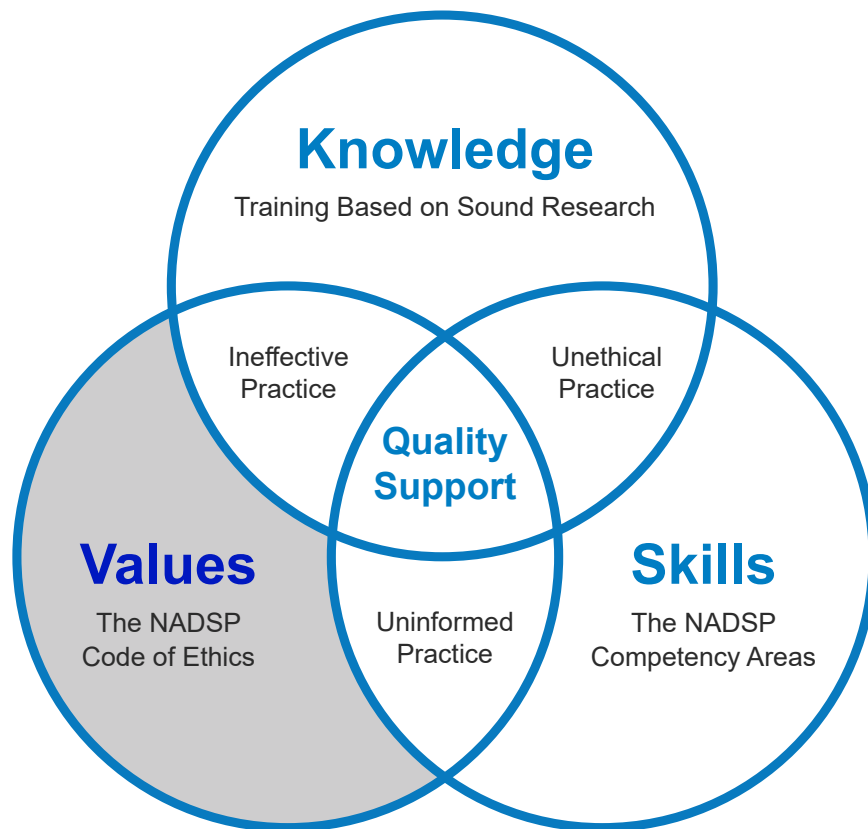 Knowledge
Training Based on Sound Research
Ineffective
Practice
Unethical
Practice
Quality
Support
Values
The NADSP
Code of Ethics
Uninformed
Practice
Skills
The NADSP
Competency Areas